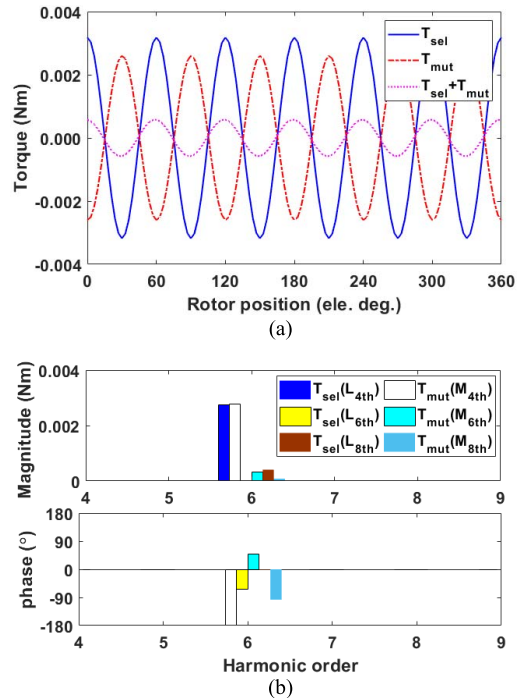 (a)
0.004
0.002
0.000
-0.002
-0.004
Torque (Nm)
T_sel
T_mut
T_sel+T_mut
0 60 120 180 240 300 360
Rotor position (ele. deg.)
(a)
0.004
0.002
0
Magnitude (Nm)
T_sel(L_4th) T_mut(M_4th)
T_sel(L_6th) T_mut(M_6th)
T_sel(L_8th) T_mut(M_8th)
4 5 6 7 8 9
180
90
0
-90
-180
phase (°)
4 5 6 7 8 9
Harmonic order
(b)